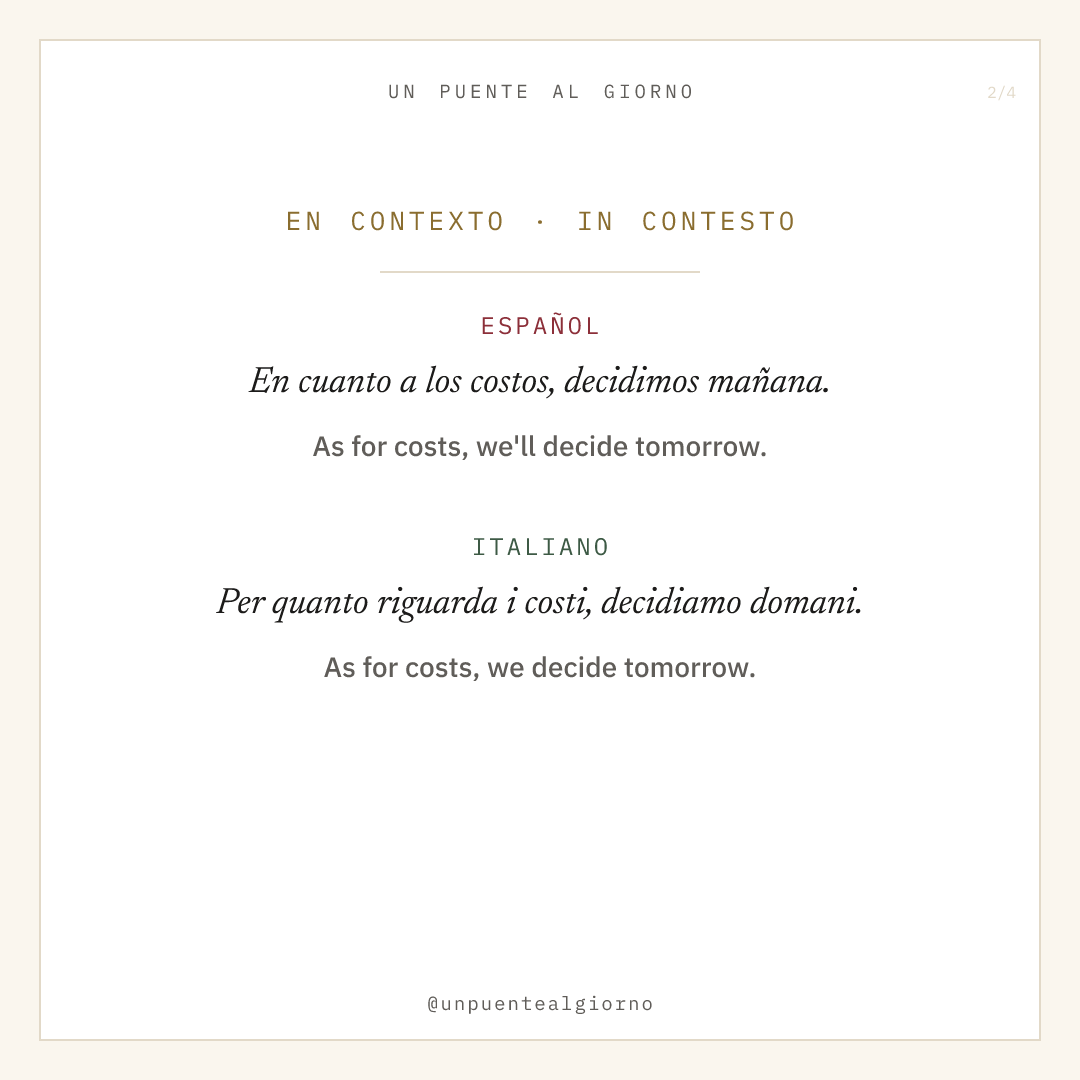 UN PUENTE AL GIORNO
2/4
EN CONTEXTO · IN CONTESTO
ESPAÑOL
En cuanto a los costos, decidimos mañana.
As for costs, we'll decide tomorrow.
ITALIANO
Per quanto riguarda i costi, decidiamo domani.
As for costs, we decide tomorrow.
@unpuentealgiorno